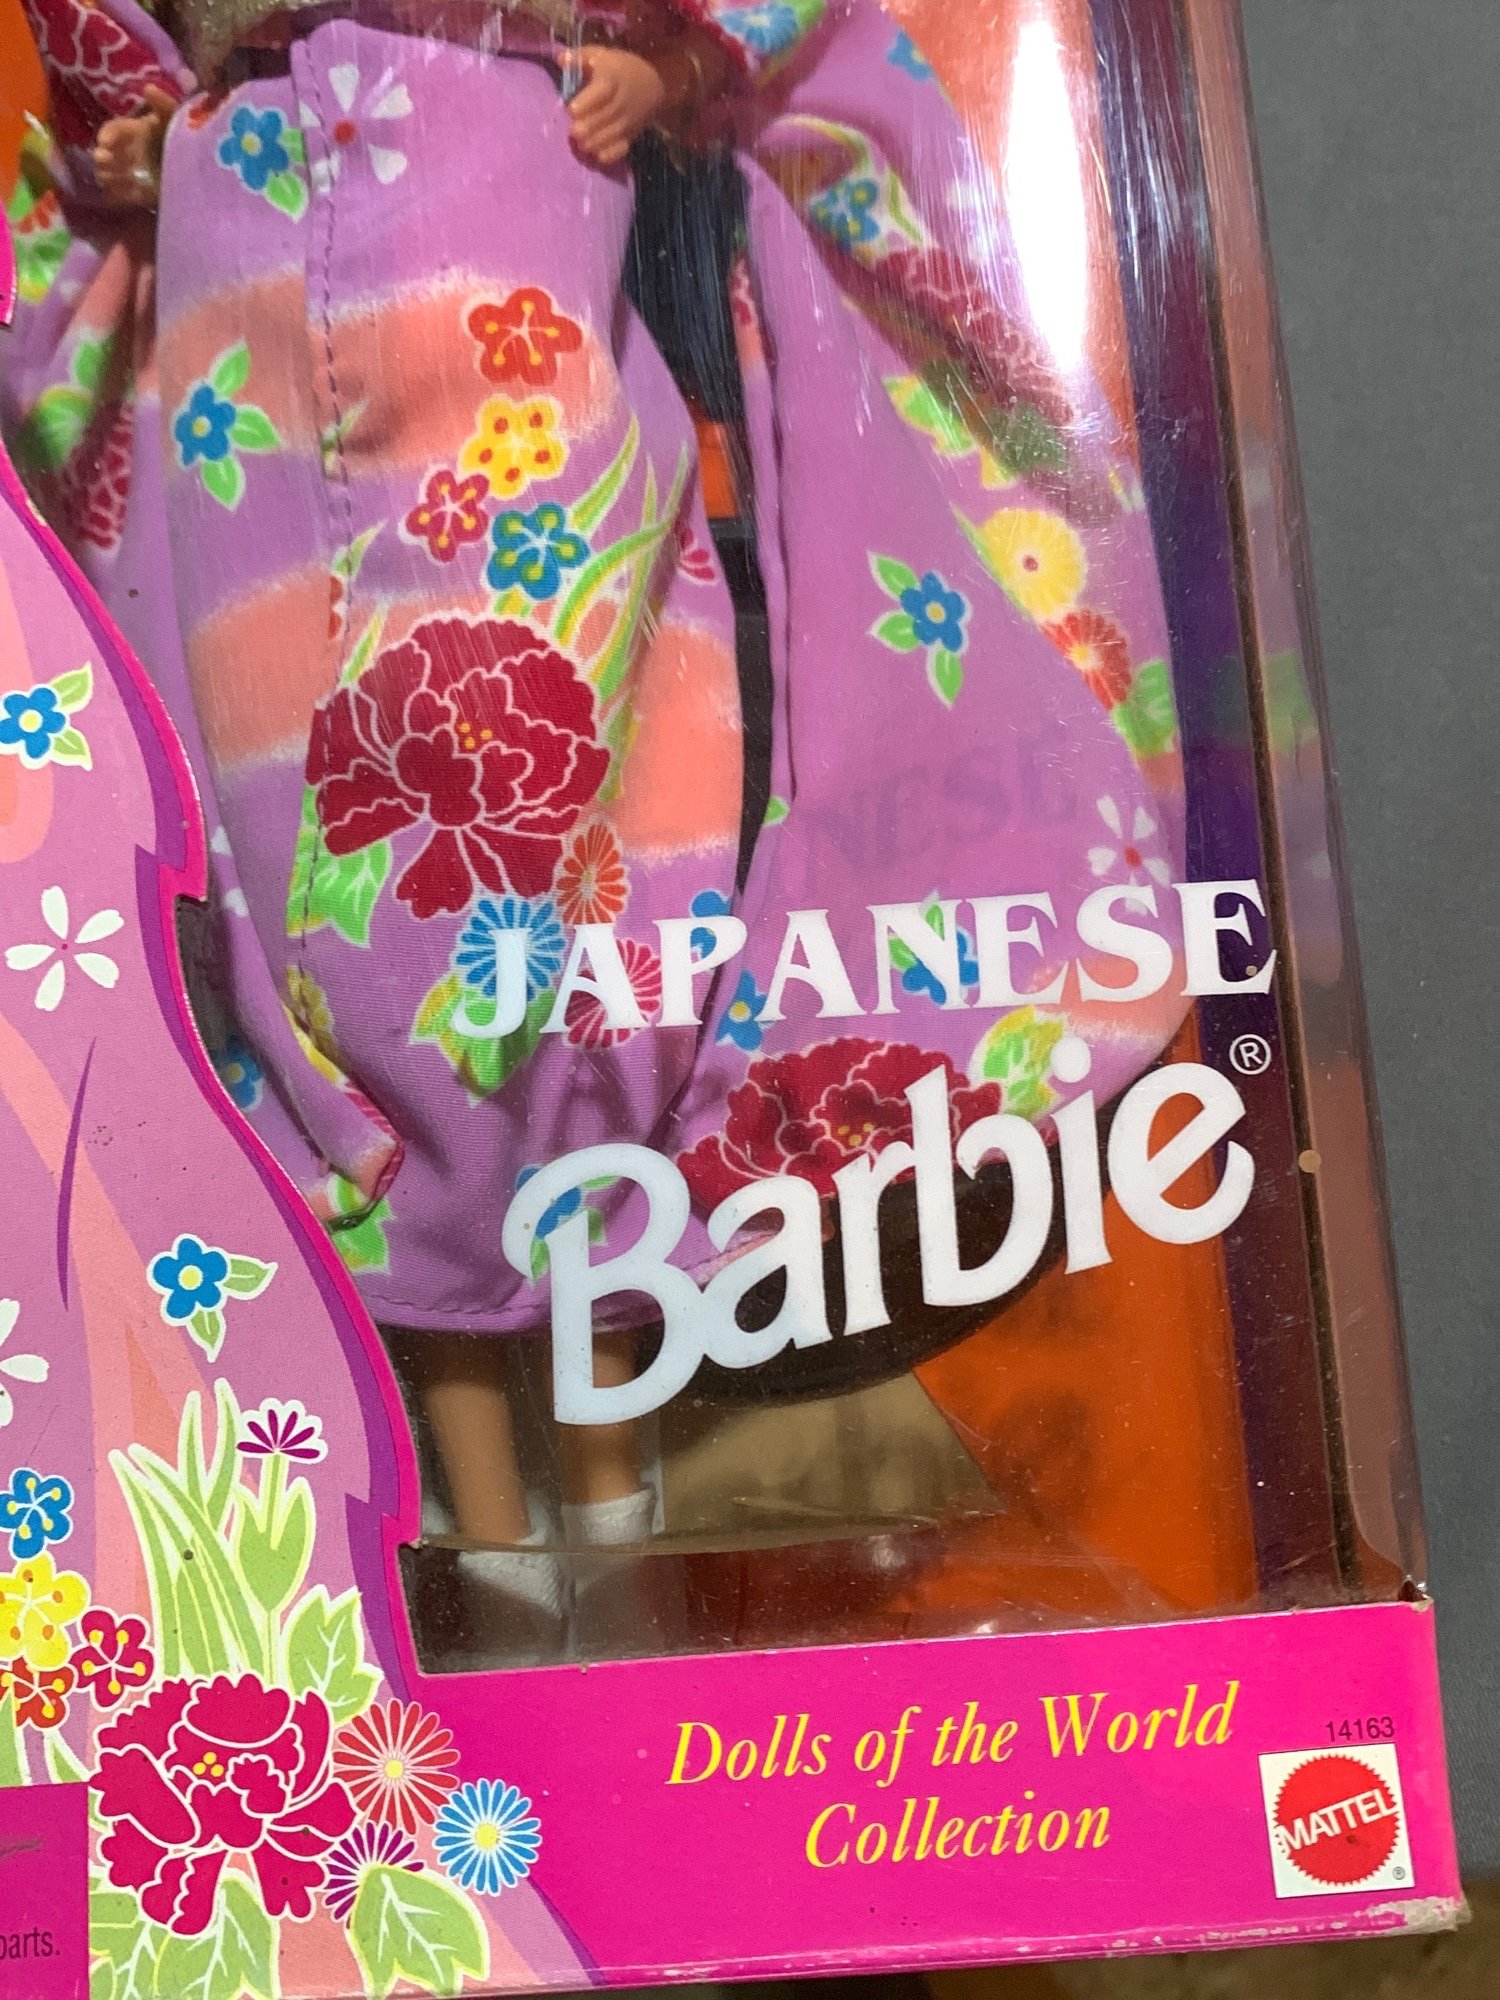 JAPANESE
Barbie®
Dolls of the World
Collection
14163
MATTEL
®
parts.